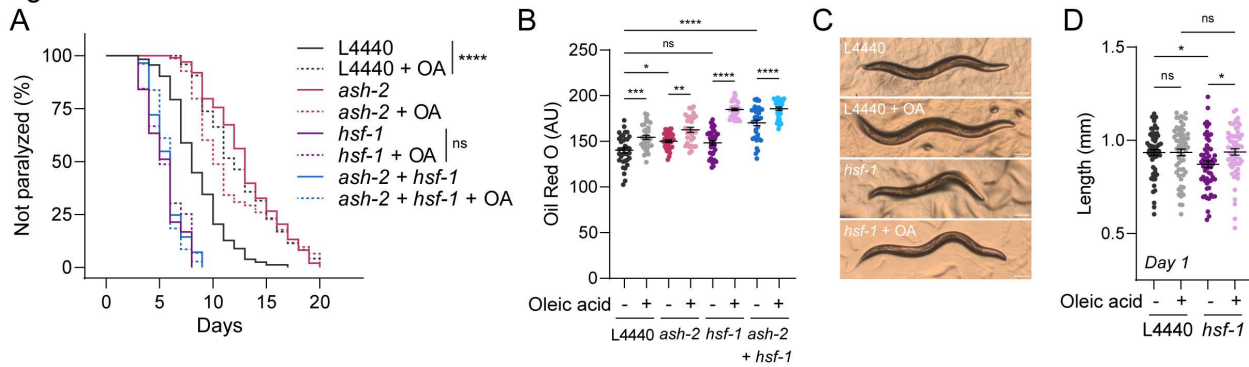 A
Not paralyzed (%)
100
75
50
25
0
0 5 10 15 20
Days
L4440
L4440 + OA
****
ash-2
ash-2 + OA
hsf-1
hsf-1 + OA
ns
ash-2 + hsf-1
ash-2 + hsf-1 + OA
B
Oil Red O (AU)
250
200
150
100
50
0
****
ns
*
***
**
****
****
Oleic acid - + - + - + - +
L4440 ash-2 hsf-1 ash-2
+ hsf-1
C
L4440
L4440 + OA
hsf-1
hsf-1 + OA
D
Length (mm)
1.5
1.0
0.5
ns
*
ns
*
Day 1
Oleic acid - + - +
L4440 hsf-1